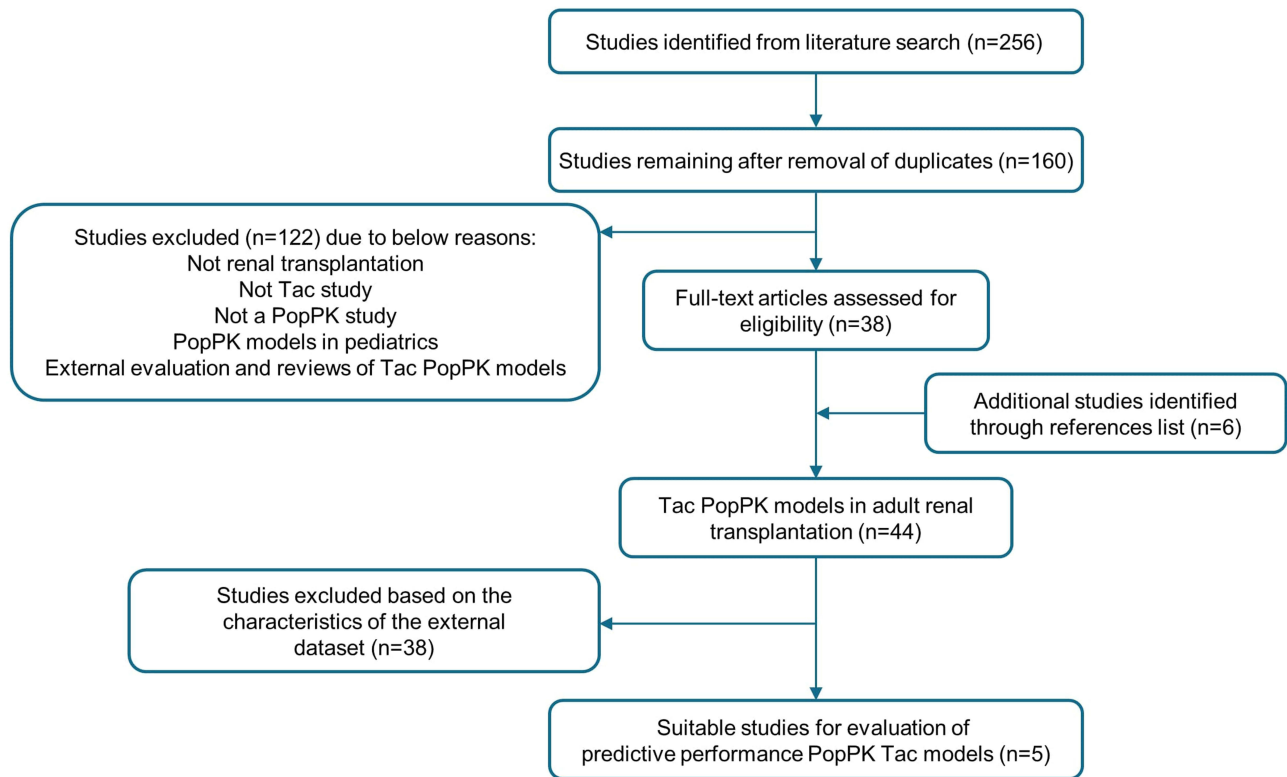 Studies identified from literature search (n=256)
Studies remaining after removal of duplicates (n=160)
Studies excluded (n=122) due to below reasons:
Not renal transplantation
Not Tac study
Not a PopPK study
PopPK models in pediatrics
External evaluation and reviews of Tac PopPK models
Full-text articles assessed for
eligibility (n=38)
Additional studies identified
through references list (n=6)
Tac PopPK models in adult renal
transplantation (n=44)
Studies excluded based on the
characteristics of the external
dataset (n=38)
Suitable studies for evaluation of
predictive performance PopPK Tac models (n=5)